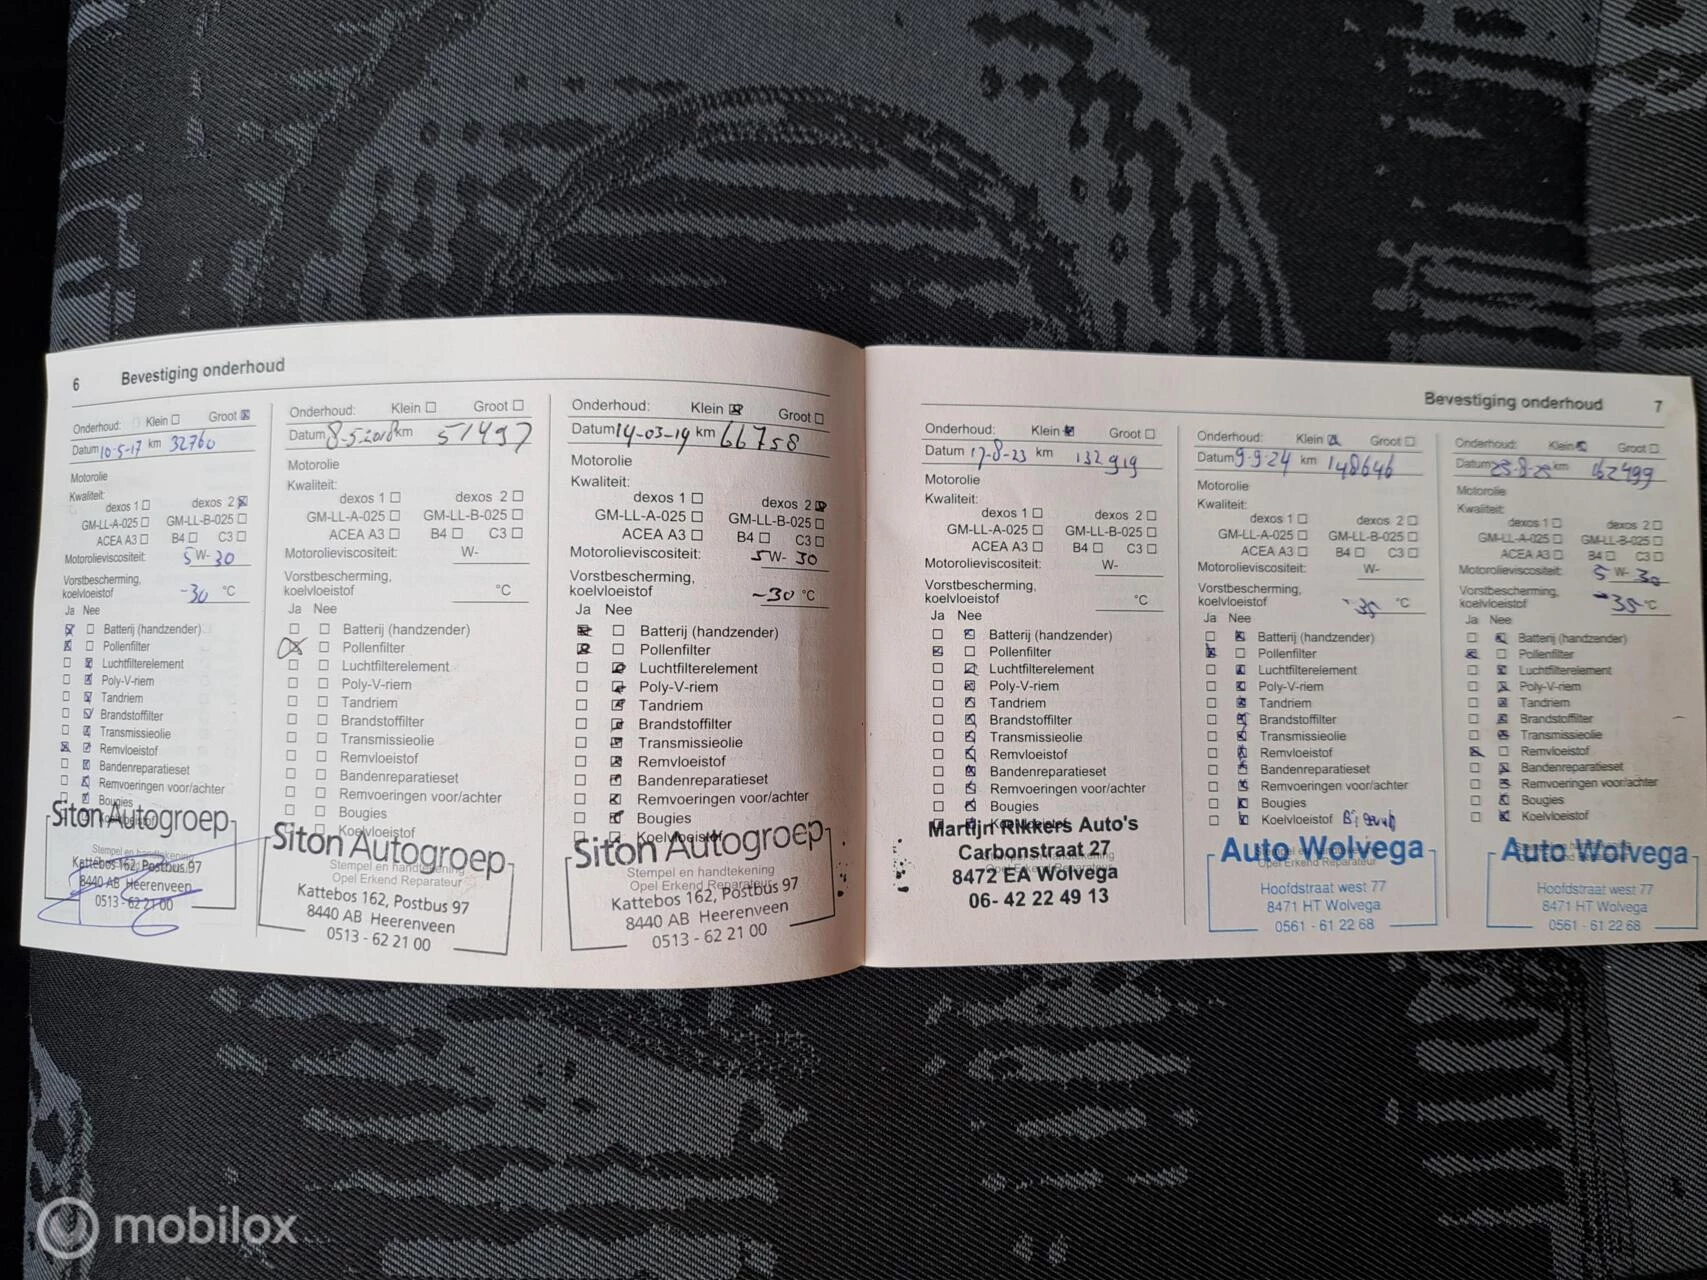 6 Bevestiging onderhoud
Onderhoud: Klein ☐ Groot ☒
Datum 10-5-17 km 32760
Motorolie
Kwaliteit:
dexos 1 ☐ dexos 2 ☒
GM-LL-A-025 ☐ GM-LL-B-025 ☐
ACEA A3 ☐ B4 ☐ C3 ☐
Motorolieviscositeit: 5 W- 30
Vorstbescherming,
koelvloeistof -30 °C
Ja Nee
☒ ☐ Batterij (handzender)
☒ ☐ Pollenfilter
☐ ☒ Luchtfilterelement
☐ ☒ Poly-V-riem
☐ ☒ Tandriem
☐ ☒ Brandstoffilter
☐ ☒ Transmissieolie
☒ ☐ Remvloeistof
☐ ☒ Bandenreparatieset
☐ ☒ Remvoeringen voor/achter
☐ ☒ Bougies
Siton Autogroep
Stempel en handtekening
Kattebos 162, Postbus 97
8440 AB Heerenveen
0513 - 62 21 00
Onderhoud: Klein ☐ Groot ☐
Datum 8-5-2018 km 51497
Motorolie
Kwaliteit:
dexos 1 ☐ dexos 2 ☐
GM-LL-A-025 ☐ GM-LL-B-025 ☐
ACEA A3 ☐ B4 ☐ C3 ☐
Motorolieviscositeit: W-
Vorstbescherming,
koelvloeistof °C
Ja Nee
☐ ☐ Batterij (handzender)
☒ ☐ Pollenfilter
☐ ☐ Luchtfilterelement
☐ ☐ Poly-V-riem
☐ ☐ Tandriem
☐ ☐ Brandstoffilter
☐ ☐ Transmissieolie
☐ ☐ Remvloeistof
☐ ☐ Bandenreparatieset
☐ ☐ Remvoeringen voor/achter
☐ ☐ Bougies
☐ ☐ Koelvloeistof
Siton Autogroep
Stempel en handtekening
Opel Erkend Reparateur
Kattebos 162, Postbus 97
8440 AB Heerenveen
0513 - 62 21 00
Onderhoud: Klein ☒ Groot ☐
Datum 14-03-19 km 66758
Motorolie
Kwaliteit:
dexos 1 ☐ dexos 2 ☒
GM-LL-A-025 ☐ GM-LL-B-025 ☐
ACEA A3 ☐ B4 ☐ C3 ☐
Motorolieviscositeit: 5 W- 30
Vorstbescherming,
koelvloeistof -30 °C
Ja Nee
☒ ☐ Batterij (handzender)
☒ ☐ Pollenfilter
☐ ☒ Luchtfilterelement
☐ ☒ Poly-V-riem
☐ ☒ Tandriem
☐ ☒ Brandstoffilter
☐ ☒ Transmissieolie
☐ ☒ Remvloeistof
☐ ☒ Bandenreparatieset
☐ ☒ Remvoeringen voor/achter
☐ ☒ Bougies
☐ ☒ Koelvloeistof
Siton Autogroep
Stempel en handtekening
Opel Erkend Reparateur
Kattebos 162, Postbus 97
8440 AB Heerenveen
0513 - 62 21 00
Bevestiging onderhoud 7
Onderhoud: Klein ☒ Groot ☐
Datum 17-8-23 km 132919
Motorolie
Kwaliteit:
dexos 1 ☐ dexos 2 ☐
GM-LL-A-025 ☐ GM-LL-B-025 ☐
ACEA A3 ☐ B4 ☐ C3 ☐
Motorolieviscositeit: W-
Vorstbescherming,
koelvloeistof °C
Ja Nee
☐ ☒ Batterij (handzender)
☒ ☐ Pollenfilter
☐ ☒ Luchtfilterelement
☐ ☒ Poly-V-riem
☐ ☒ Tandriem
☐ ☒ Brandstoffilter
☐ ☒ Transmissieolie
☐ ☒ Remvloeistof
☐ ☒ Bandenreparatieset
☐ ☒ Remvoeringen voor/achter
☐ ☒ Bougies
☐ ☒ Koelvloeistof
Martijn Rikkers Auto's
Carbonstraat 27
8472 EA Wolvega
06- 42 22 49 13
Onderhoud: Klein ☒ Groot ☐
Datum 9-9-24 km 148646
Motorolie
Kwaliteit:
dexos 1 ☐ dexos 2 ☐
GM-LL-A-025 ☐ GM-LL-B-025 ☐
ACEA A3 ☐ B4 ☐ C3 ☐
Motorolieviscositeit: W-
Vorstbescherming,
koelvloeistof -35 °C
Ja Nee
☐ ☒ Batterij (handzender)
☒ ☐ Pollenfilter
☐ ☒ Luchtfilterelement
☐ ☒ Poly-V-riem
☐ ☒ Tandriem
☐ ☒ Brandstoffilter
☐ ☒ Transmissieolie
☐ ☒ Remvloeistof
☐ ☒ Bandenreparatieset
☐ ☒ Remvoeringen voor/achter
☐ ☒ Bougies
☐ ☒ Koelvloeistof
Auto Wolvega
Opel Erkend Reparateur
Hoofdstraat west 77
8471 HT Wolvega
0561 - 61 22 68
Onderhoud: Klein ☒ Groot ☐
Datum km 162499
Motorolie
Kwaliteit:
dexos 1 ☐ dexos 2 ☐
GM-LL-A-025 ☐ GM-LL-B-025 ☐
ACEA A3 ☐ B4 ☐ C3 ☐
Motorolieviscositeit: 5 W- 30
Vorstbescherming,
koelvloeistof -35 °C
Ja Nee
☐ ☒ Batterij (handzender)
☒ ☐ Pollenfilter
☐ ☒ Luchtfilterelement
☐ ☒ Poly-V-riem
☐ ☒ Tandriem
☐ ☒ Brandstoffilter
☐ ☒ Transmissieolie
☒ ☐ Remvloeistof
☐ ☒ Bandenreparatieset
☐ ☒ Remvoeringen voor/achter
☐ ☒ Bougies
☐ ☒ Koelvloeistof
Auto Wolvega
Hoofdstraat west 77
8471 HT Wolvega
0561 - 61 22 68
mobilox